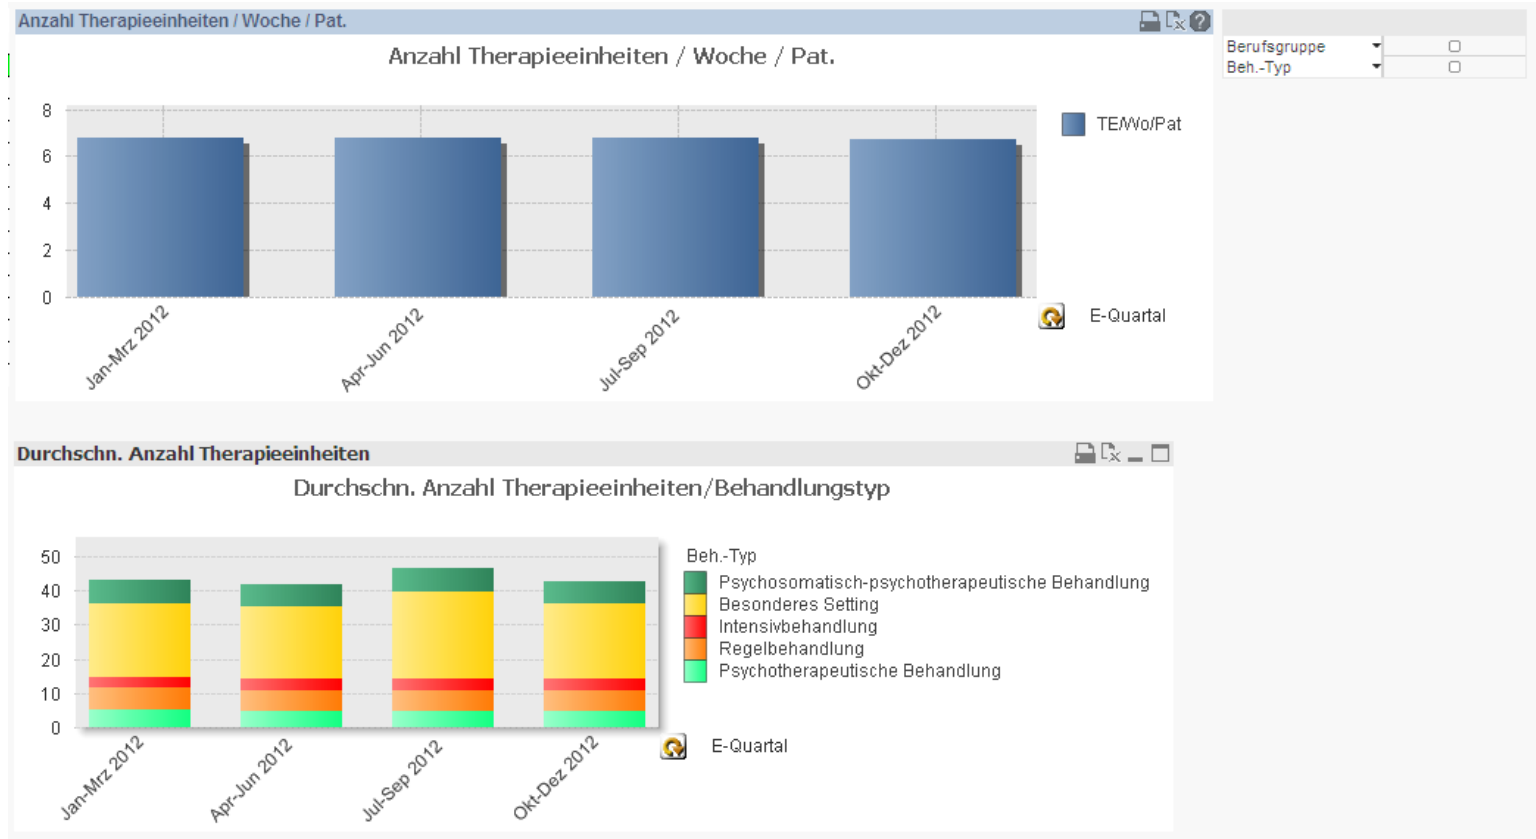 Anzahl Therapieeinheiten / Woche / Pat.
Anzahl Therapieeinheiten / Woche / Pat.
Berufsgruppe
Beh.-Typ
8
6
4
2
0
TE/Wo/Pat
Jan-Mrz 2012
Apr-Jun 2012
Jul-Sep 2012
Okt-Dez 2012
E-Quartal
Durchschn. Anzahl Therapieeinheiten
Durchschn. Anzahl Therapieeinheiten/Behandlungstyp
50
40
30
20
10
0
Beh.-Typ
Psychosomatisch-psychotherapeutische Behandlung
Besonderes Setting
Intensivbehandlung
Regelbehandlung
Psychotherapeutische Behandlung
Jan-Mrz 2012
Apr-Jun 2012
Jul-Sep 2012
Okt-Dez 2012
E-Quartal